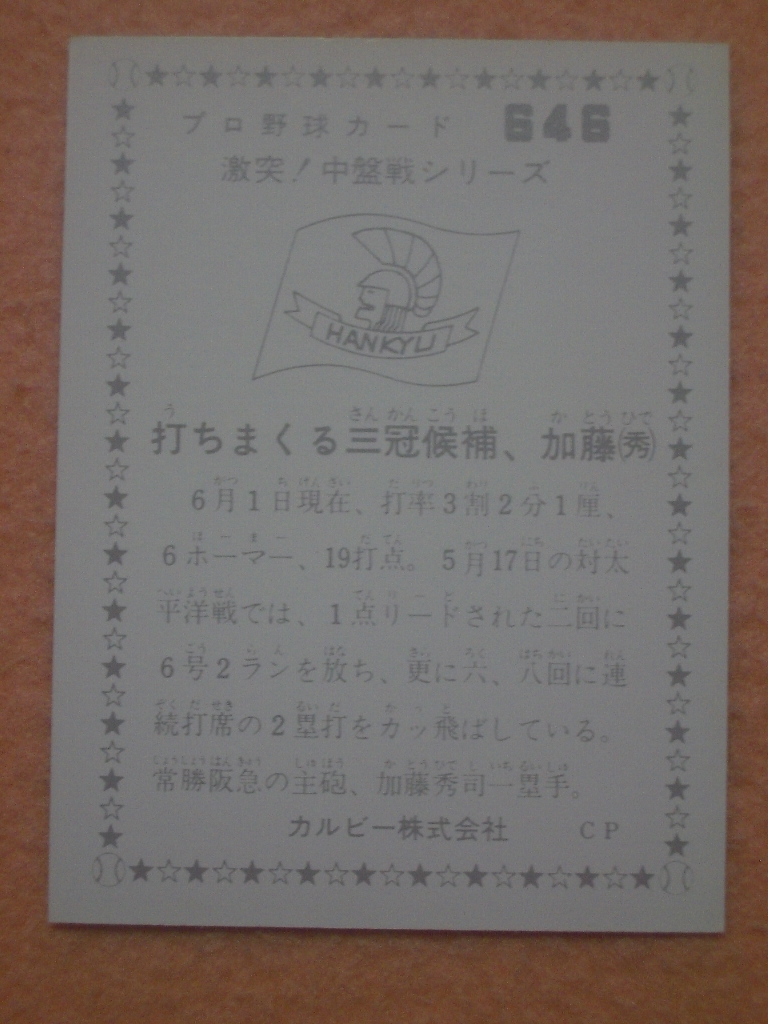 プロ野球カード 646
激突!中盤戦シリーズ
HANKYU
打ちまくる三冠候補、加藤㊙秀
6月1日現在、打率3割2分1厘、
6ホーマー、19打点。5月17日の対太
平洋戦では、1点リードされた二回に
6号2ランを放ち、更に六、八回に連
続打席の2塁打をカッ飛ばしている。
常勝阪急の主砲、加藤秀司一塁手。
カルビー株式会社 CP